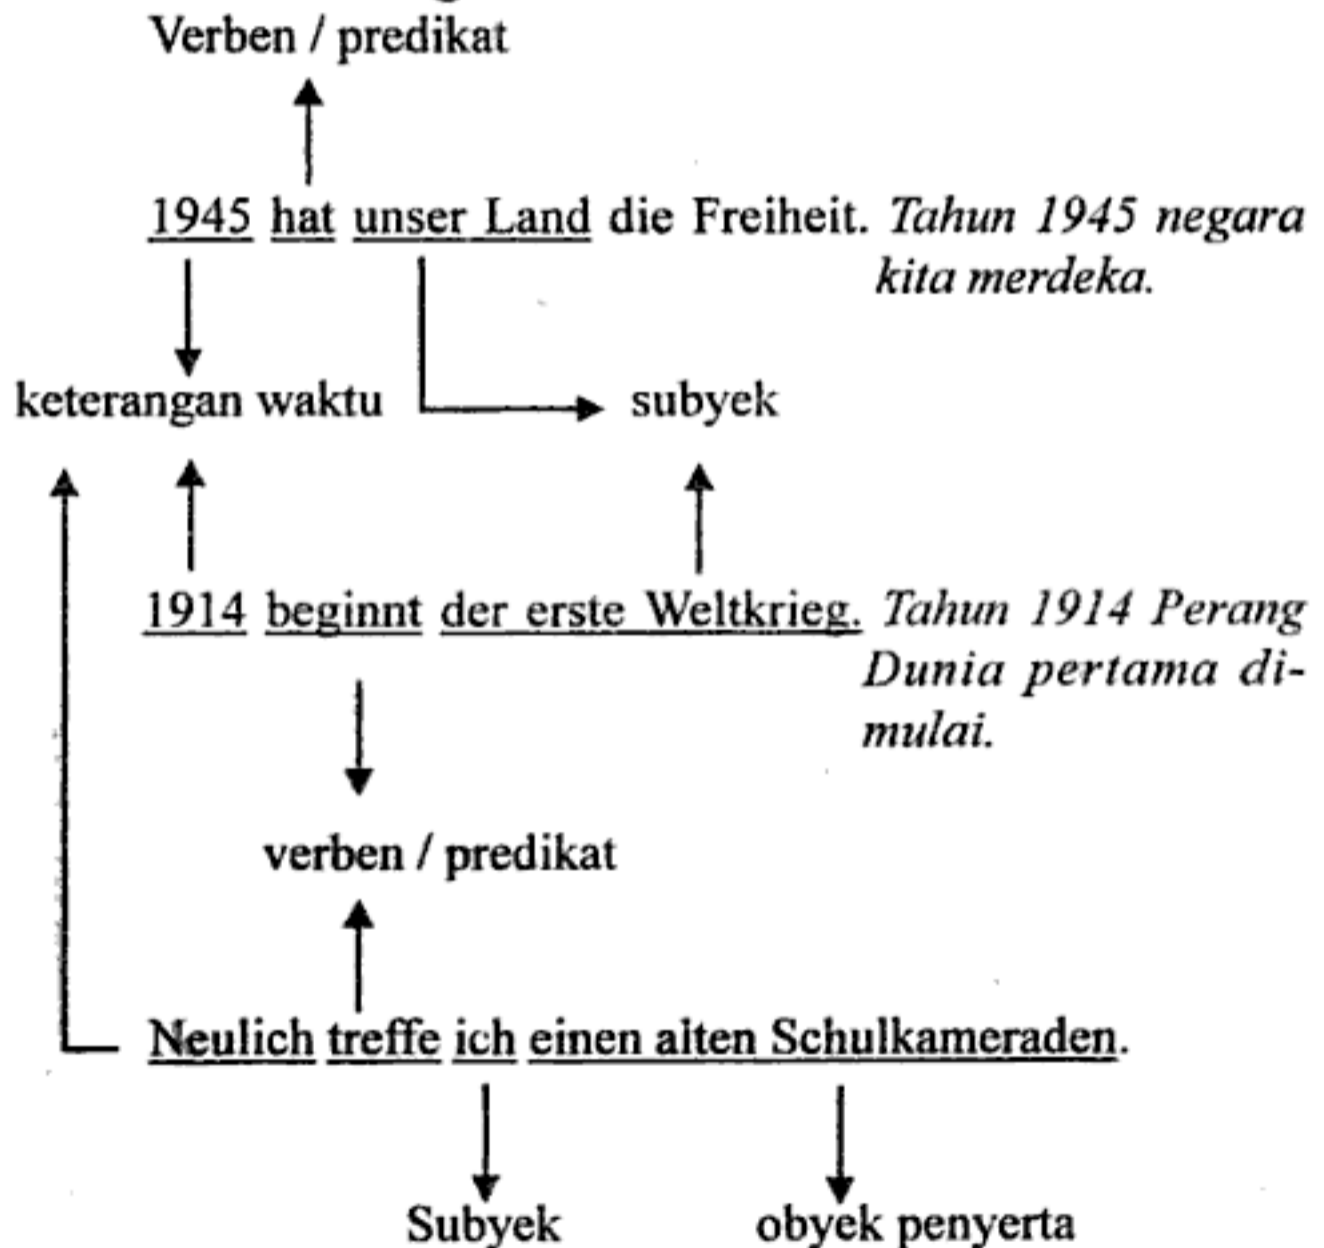 Verben / predikat
1945 hat unser Land die Freiheit. Tahun 1945 negara
kita merdeka.
keterangan waktu subyek
1914 beginnt der erste Weltkrieg. Tahun 1914 Perang
Dunia pertama di-
mulai.
verben / predikat
Neulich treffe ich einen alten Schulkameraden.
Subyek obyek penyerta